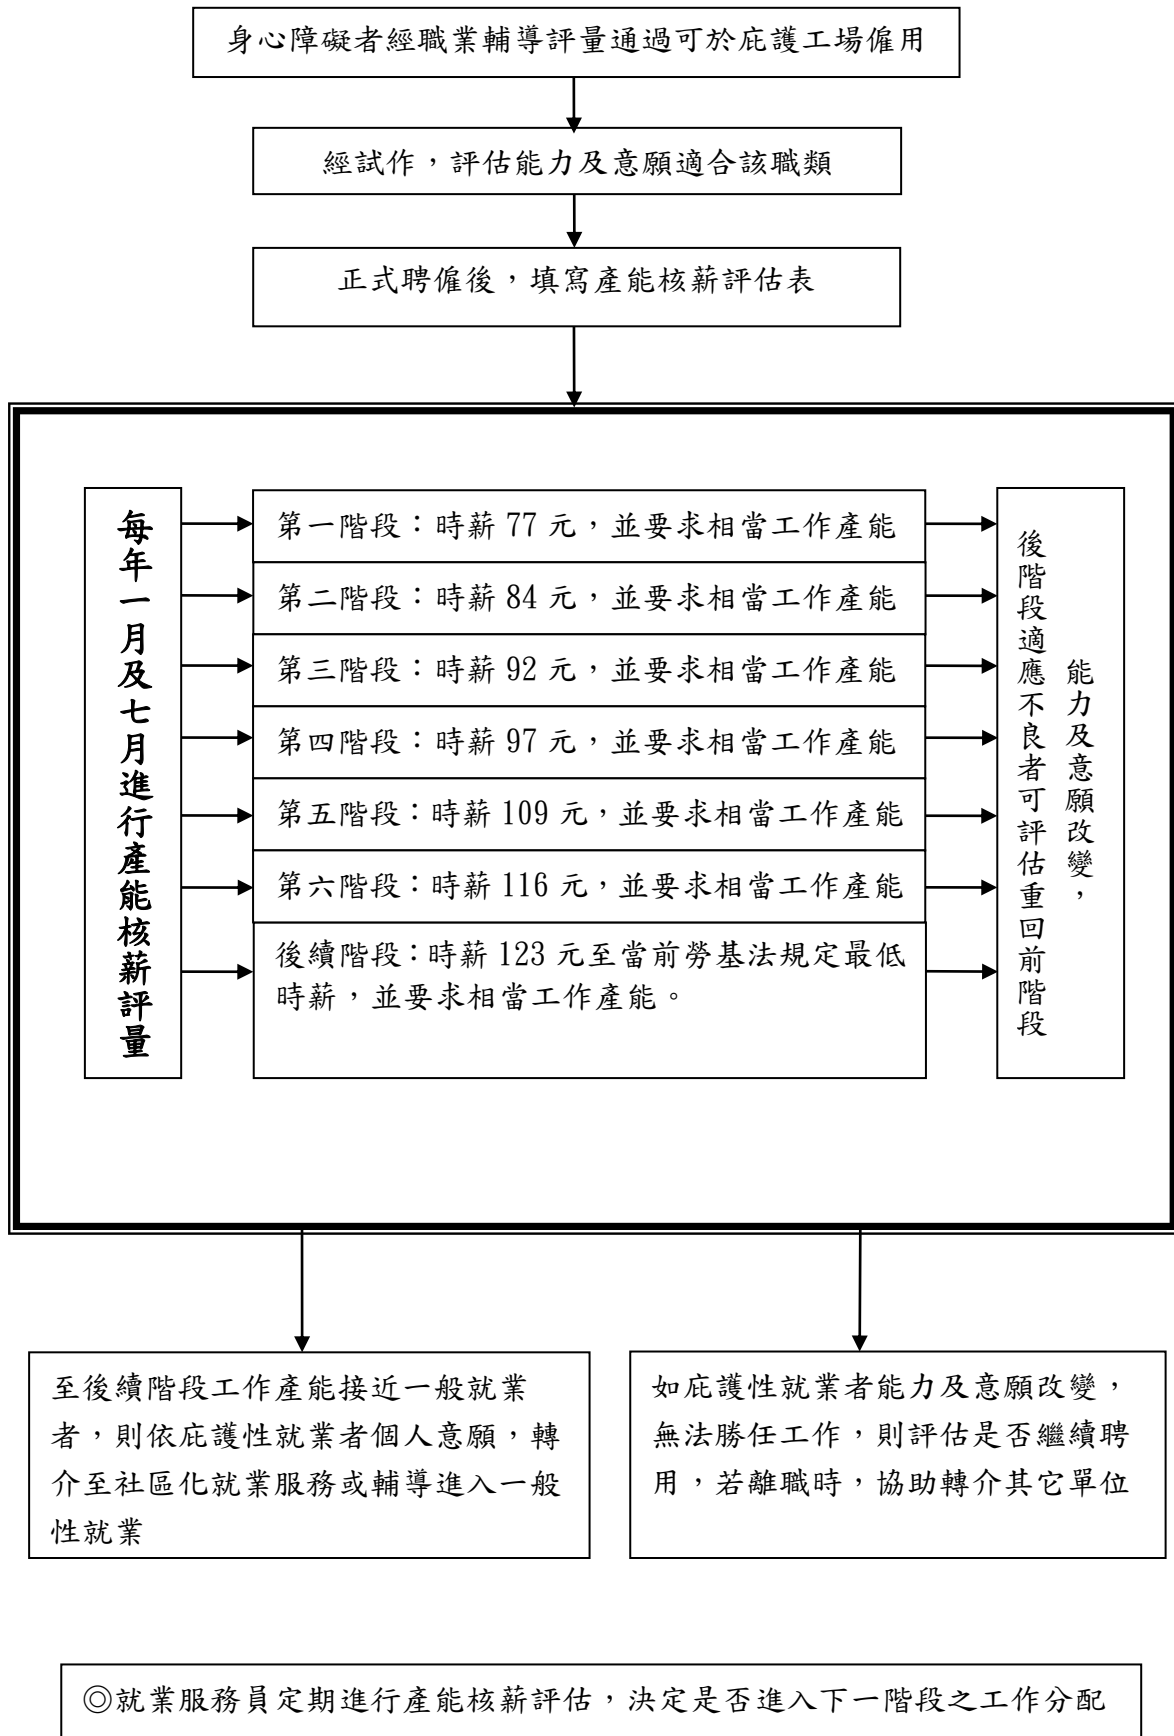 身心障礙者經職業輔導評量通過可於庇護工場僱用
經試作，評估能力及意願適合該職類
正式聘僱後，填寫產能核薪評估表
每年一月及七月進行產能核薪評量
第一階段：時薪 77 元，並要求相當工作產能
第二階段：時薪 84 元，並要求相當工作產能
第三階段：時薪 92 元，並要求相當工作產能
第四階段：時薪 97 元，並要求相當工作產能
第五階段：時薪 109 元，並要求相當工作產能
第六階段：時薪 116 元，並要求相當工作產能
後續階段：時薪 123 元至當前勞基法規定最低
時薪，並要求相當工作產能。
能力及意願改變，
後階段適應不良者可評估重回前階段
至後續階段工作產能接近一般就業
者，則依庇護性就業者個人意願，轉
介至社區化就業服務或輔導進入一般
性就業
如庇護性就業者能力及意願改變，
無法勝任工作，則評估是否繼續聘
用，若離職時，協助轉介其它單位
◎就業服務員定期進行產能核薪評估，決定是否進入下一階段之工作分配